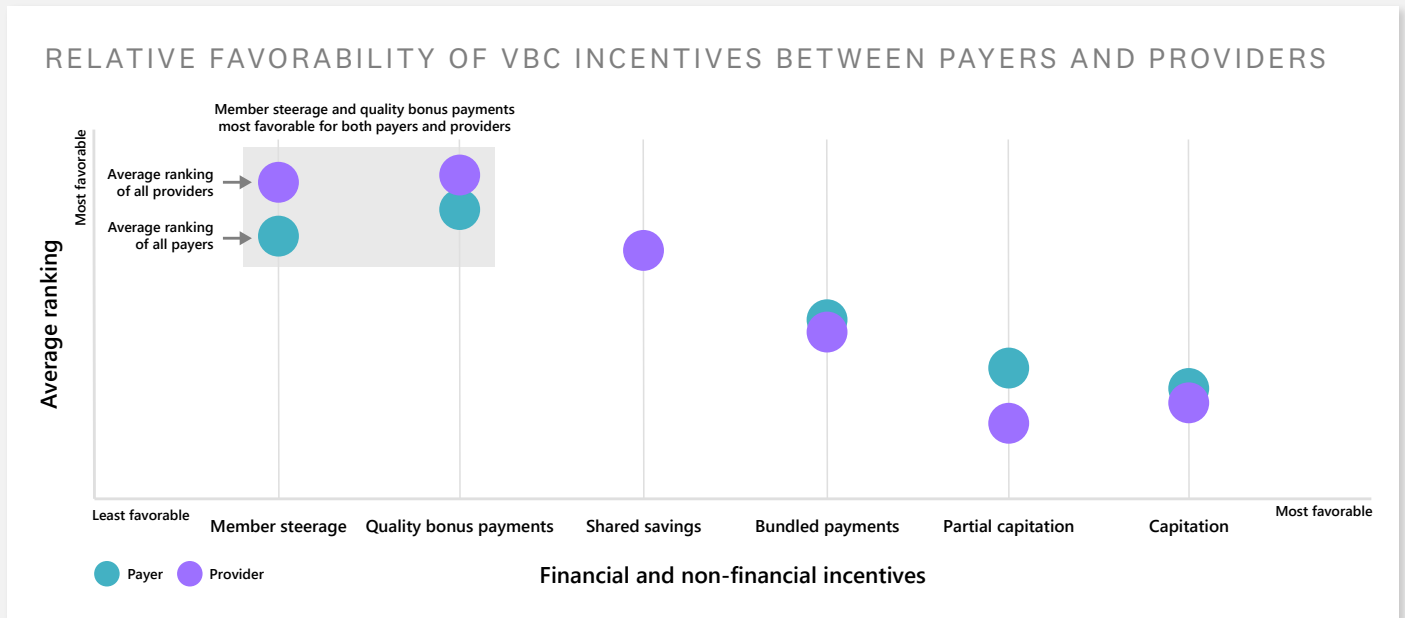 RELATIVE FAVORABILITY OF VBC INCENTIVES BETWEEN PAYERS AND PROVIDERS
Member steerage and quality bonus payments
most favorable for both payers and providers
Most favorable
Average ranking
of all providers
Average ranking
of all payers
Average ranking
Least favorable
Most favorable
Member steerage
Quality bonus payments
Shared savings
Bundled payments
Partial capitation
Capitation
Payer
Provider
Financial and non-financial incentives